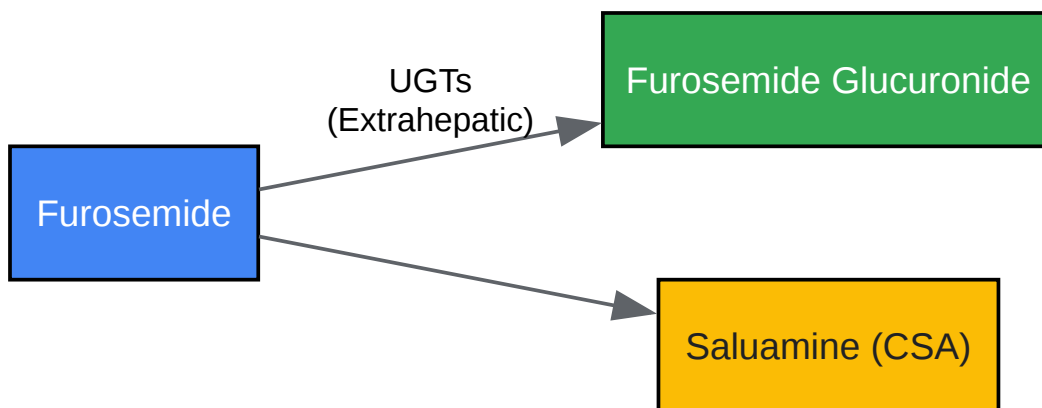 UGTs
(Extrahepatic)
Furosemide Glucuronide
Furosemide
Saluamine (CSA)